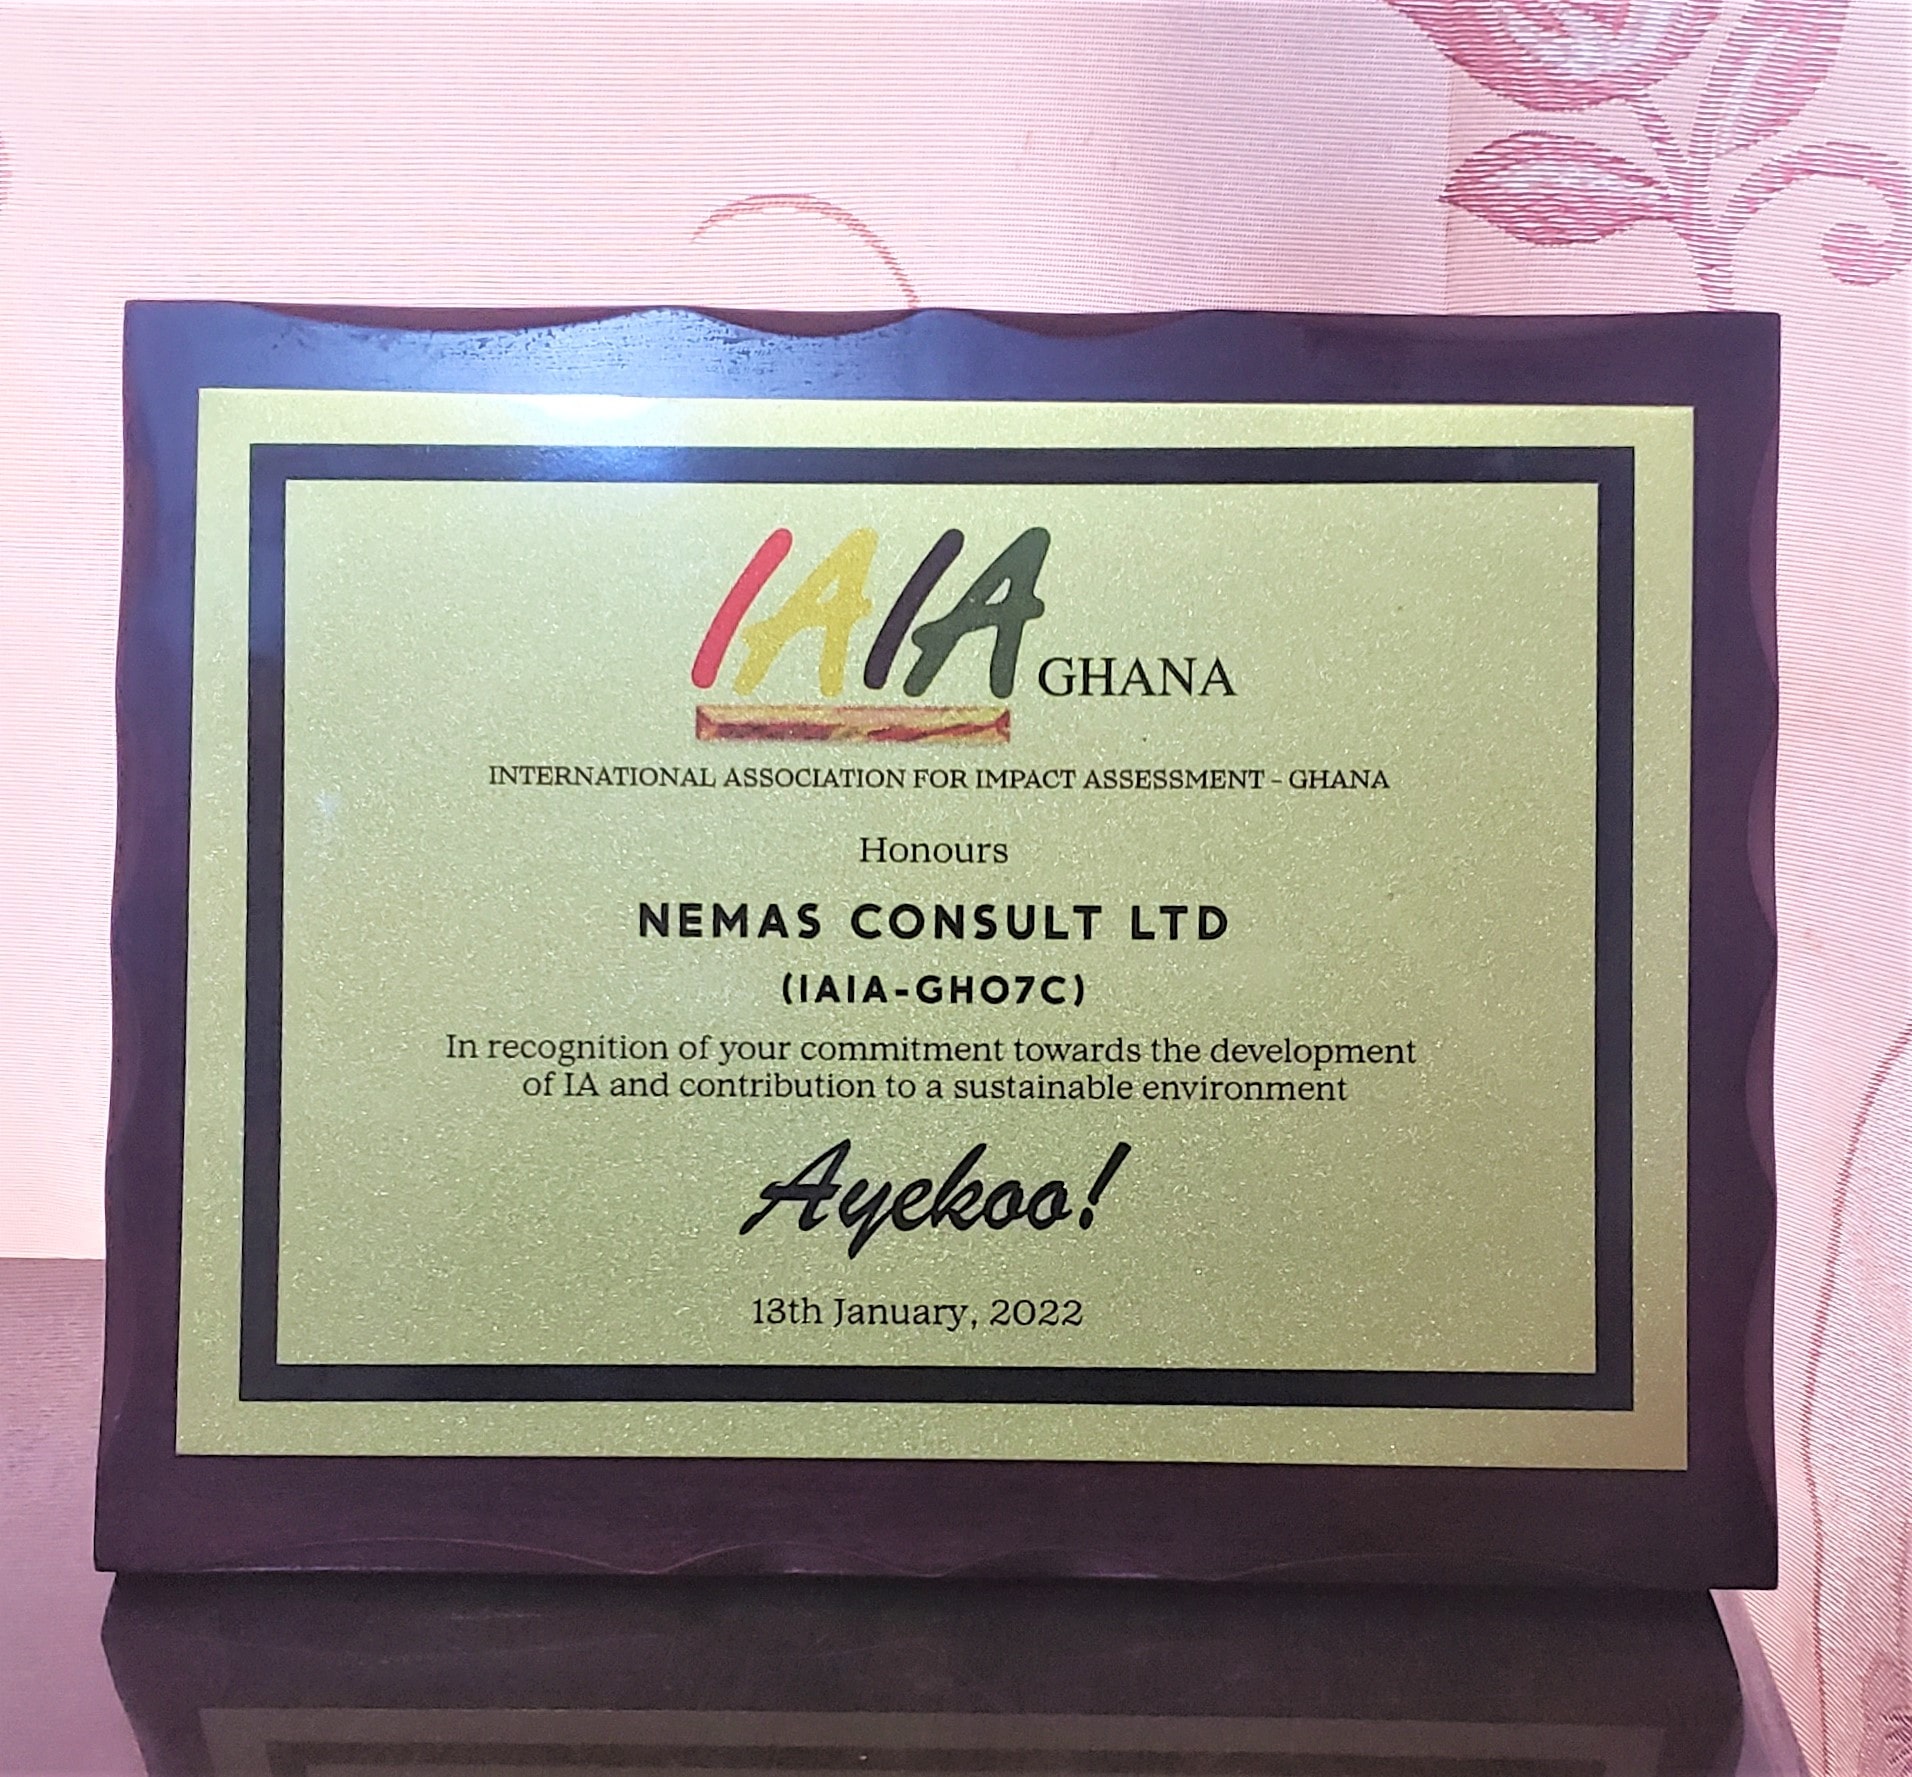 IAIA GHANA
INTERNATIONAL ASSOCIATION FOR IMPACT ASSESSMENT - GHANA
Honours
NEMAS CONSULT LTD
(IAIA-GH07C)
In recognition of your commitment towards the development
of IA and contribution to a sustainable environment
Ayekoo!
13th January, 2022